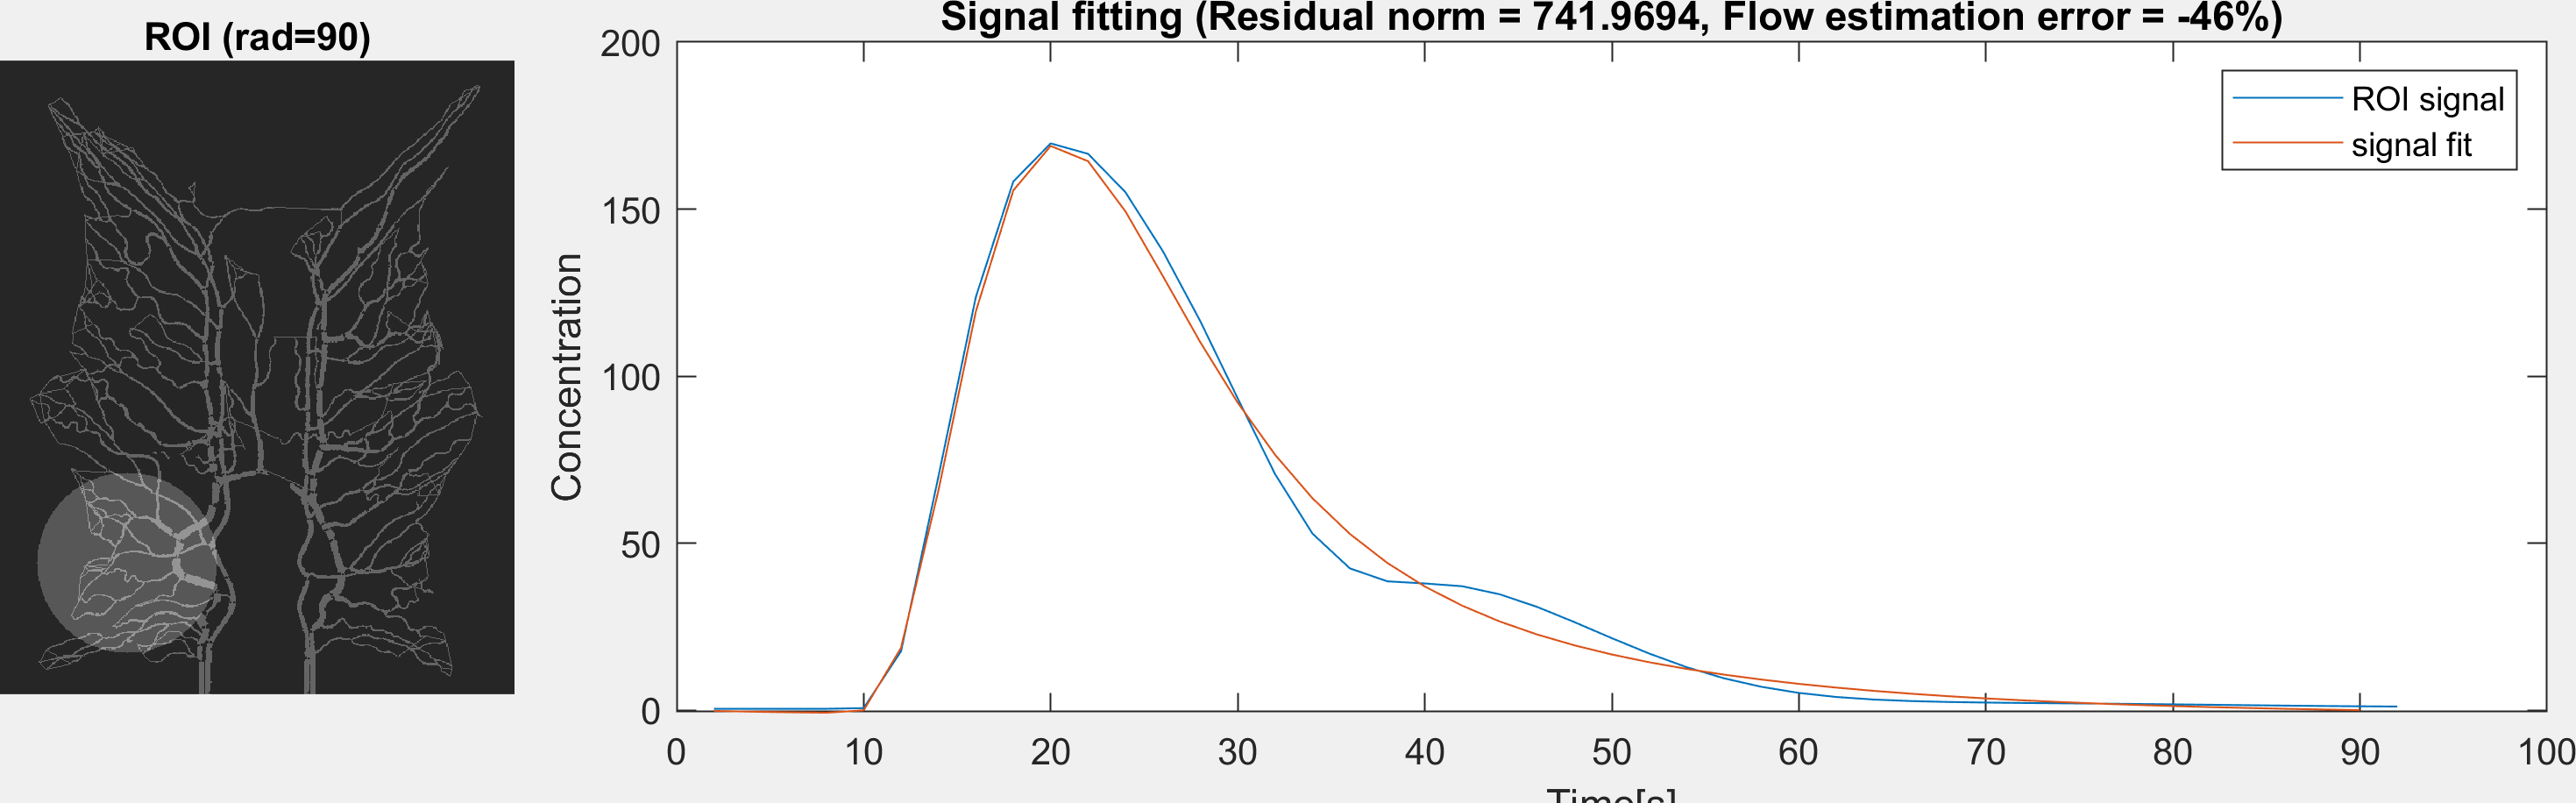 ROI (rad=90)
Signal fitting (Residual norm = 741.9694, Flow estimation error = -46%)
200
150
100
50
0
Concentration
ROI signal
signal fit
0 10 20 30 40 50 60 70 80 90 100
Time[s]